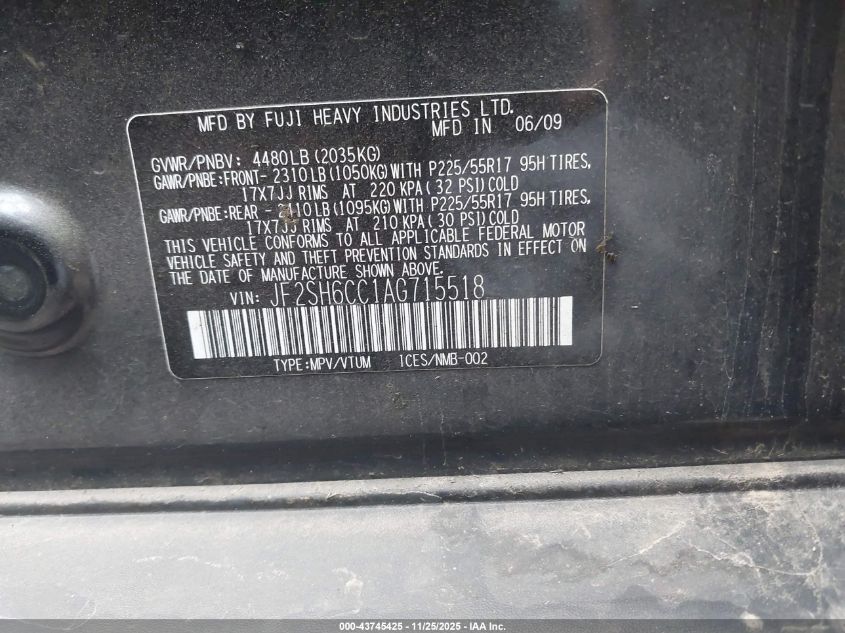 MFD BY FUJI HEAVY INDUSTRIES LTD.
MFD IN 06/09
GVWR/PNBV: 4480LB(2035KG)
GAWR/PNBE:FRONT-2310LB(1050KG)WITH P225/55R17 95H TIRES,
17X7JJ RIMS AT 220 KPA(32 PSI)COLD
GAWR/PNBE:REAR -2410LB(1095KG)WITH P225/55R17 95H TIRES,
17X7JJ RIMS AT 210 KPA(30 PSI)COLD
THIS VEHICLE CONFORMS TO ALL APPLICABLE FEDERAL MOTOR
VEHICLE SAFETY AND THEFT PREVENTION STANDARDS IN EFFECT ON
THE DATE OF MANUFACTURE SHOWN ABOVE.
VIN: JF2SH6CC1AG715518
TYPE:MPV/VTUM ICES/NMB-002
000-43745425 - 11/25/2025 - IAA Inc.